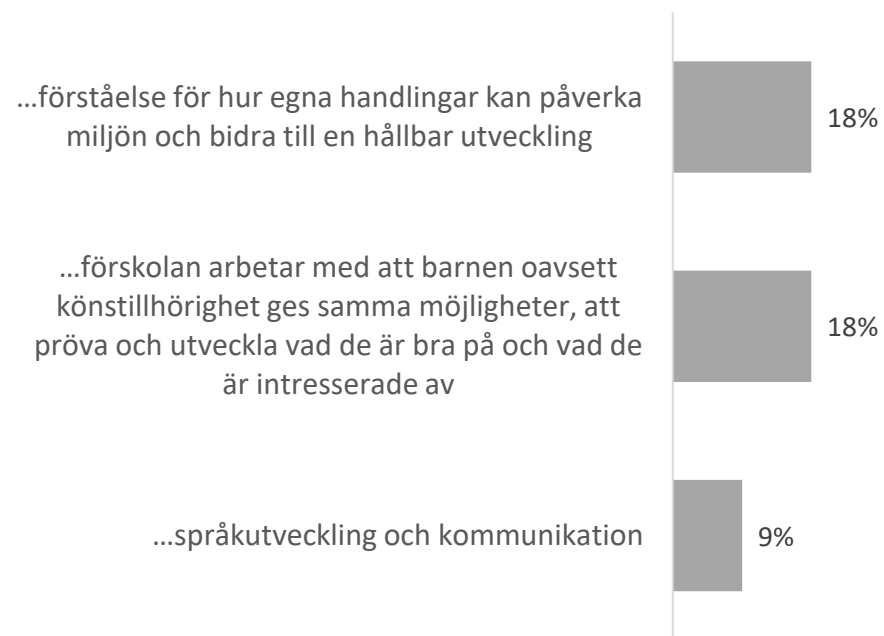 ...förståelse för hur egna handlingar kan påverka
miljön och bidra till en hållbar utveckling
18%
...förskolan arbetar med att barnen oavsett
könstillhörighet ges samma möjligheter, att
pröva och utveckla vad de är bra på och vad de
är intresserade av
18%
...språkutveckling och kommunikation
9%